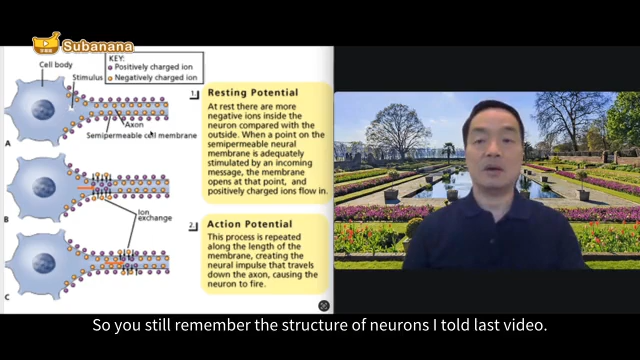 Subanana
KEY:
Positively charged ion
Negatively charged ion
Cell body
Stimulus
Axon
Semipermeable cell membrane
A
B
Ion
exchange
C
1.
Resting Potential
At rest there are more
negative ions inside the
neuron compared with the
outside. When a point on the
semipermeable neural
membrane is adequately
stimulated by an incoming
message, the membrane
opens at that point, and
positively charged ions flow in.
2.
Action Potential
This process is repeated
along the length of the
membrane, creating the
neural impulse that travels
down the axon, causing the
neuron to fire.
So you still remember the structure of neurons I told last video.